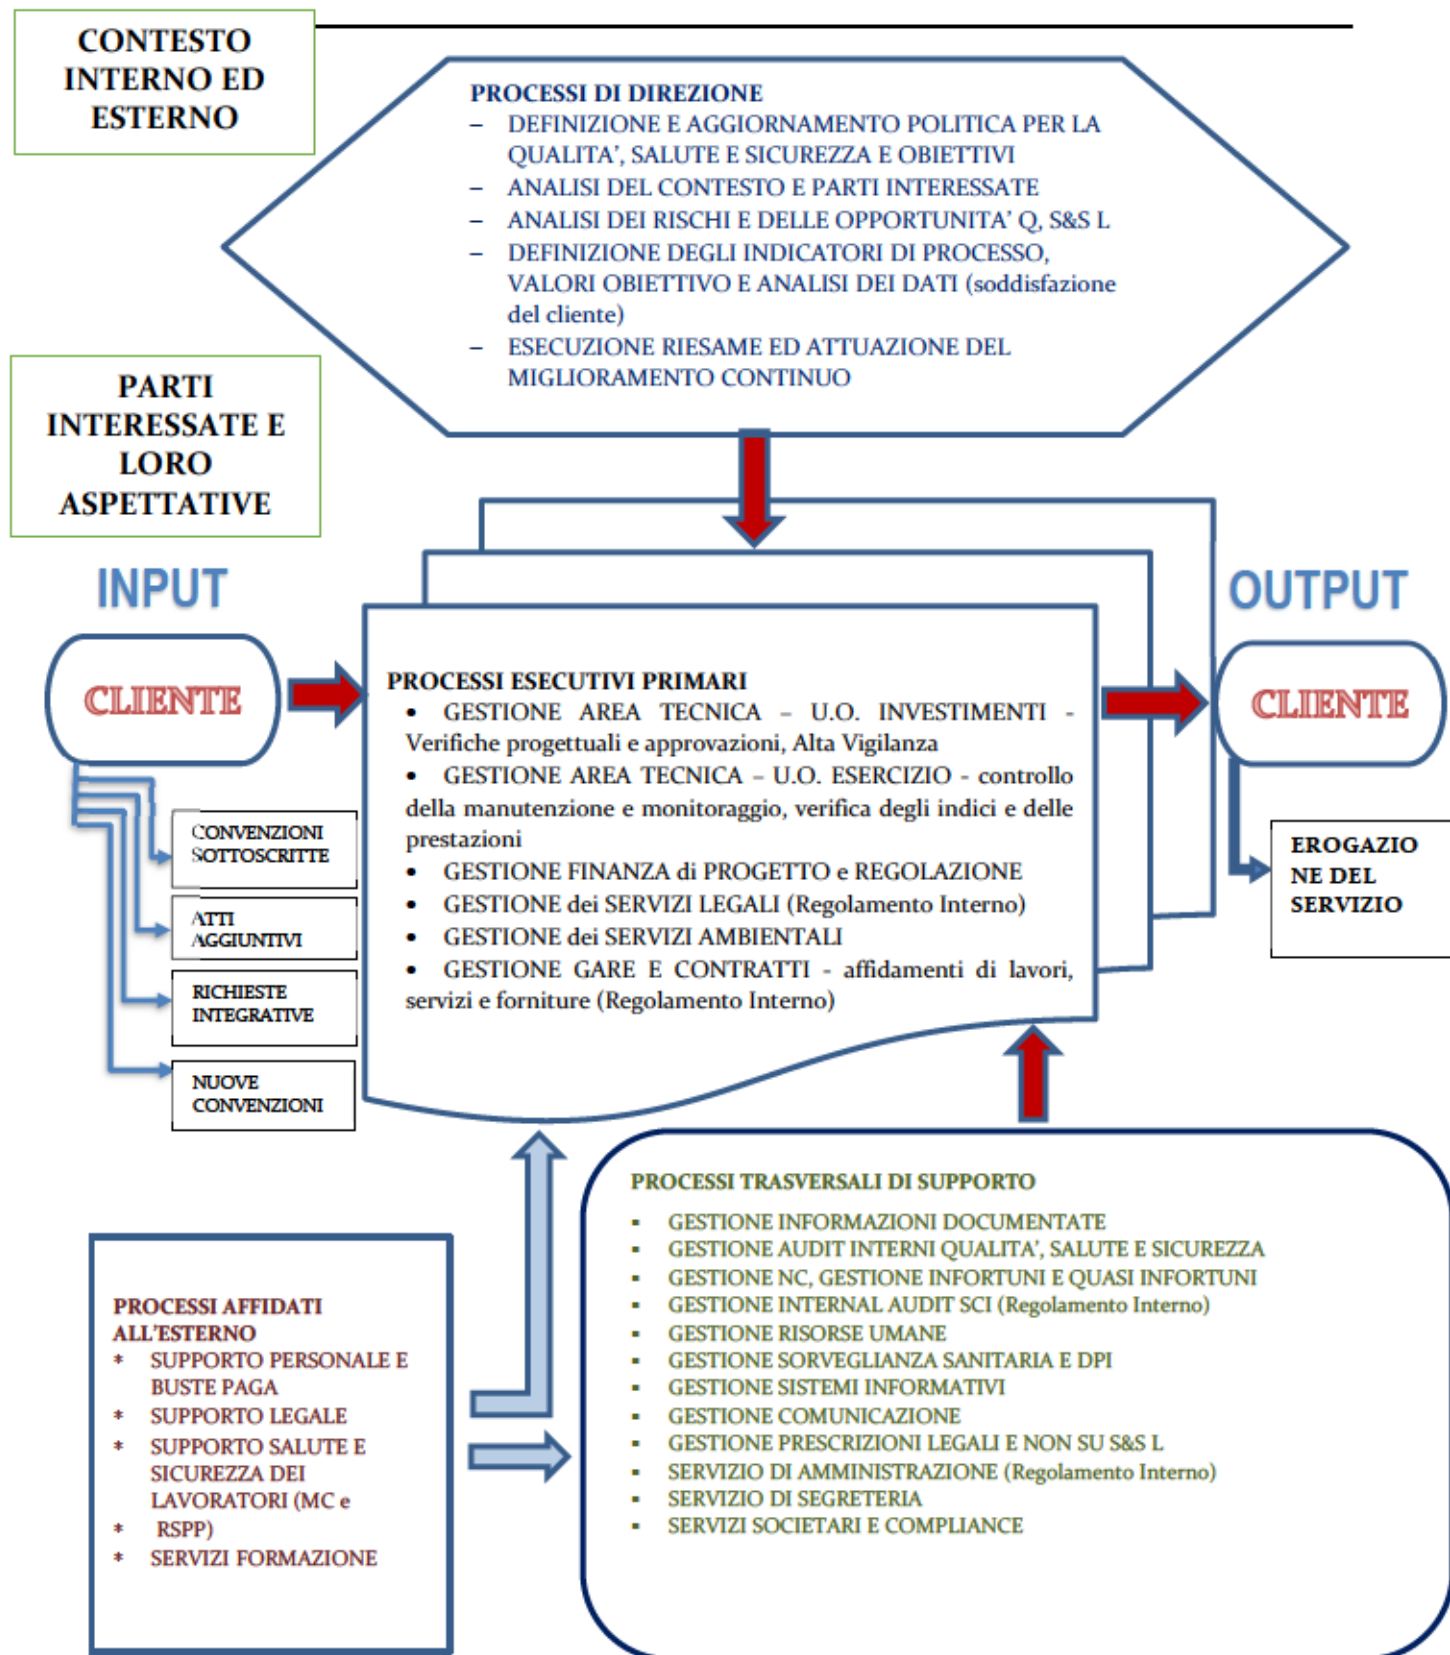 CONTESTO
INTERNO ED
ESTERNO
PROCESSI DI DIREZIONE
– DEFINIZIONE E AGGIORNAMENTO POLITICA PER LA
QUALITA’, SALUTE E SICUREZZA E OBIETTIVI
– ANALISI DEL CONTESTO E PARTI INTERESSATE
– ANALISI DEI RISCHI E DELLE OPPORTUNITA’ Q, S&S L
– DEFINIZIONE DEGLI INDICATORI DI PROCESSO,
VALORI OBIETTIVO E ANALISI DEI DATI (soddisfazione
del cliente)
– ESECUZIONE RIESAME ED ATTUAZIONE DEL
MIGLIORAMENTO CONTINUO
PARTI
INTERESSATE E
LORO
ASPETTATIVE
INPUT
CLIENTE
CONVENZIONI
SOTTOSCRITTE
ATTI
AGGIUNTIVI
RICHIESTE
INTEGRATIVE
NUOVE
CONVENZIONI
PROCESSI ESECUTIVI PRIMARI
• GESTIONE AREA TECNICA – U.O. INVESTIMENTI -
Verifiche progettuali e approvazioni, Alta Vigilanza
• GESTIONE AREA TECNICA – U.O. ESERCIZIO - controllo
della manutenzione e monitoraggio, verifica degli indici e delle
prestazioni
• GESTIONE FINANZA di PROGETTO e REGOLAZIONE
• GESTIONE dei SERVIZI LEGALI (Regolamento Interno)
• GESTIONE dei SERVIZI AMBIENTALI
• GESTIONE GARE E CONTRATTI - affidamenti di lavori,
servizi e forniture (Regolamento Interno)
OUTPUT
CLIENTE
EROGAZIO
NE DEL
SERVIZIO
PROCESSI AFFIDATI
ALL’ESTERNO
* SUPPORTO PERSONALE E
BUSTE PAGA
* SUPPORTO LEGALE
* SUPPORTO SALUTE E
SICUREZZA DEI
LAVORATORI (MC e
* RSPP)
* SERVIZI FORMAZIONE
PROCESSI TRASVERSALI DI SUPPORTO
▪ GESTIONE INFORMAZIONI DOCUMENTATE
▪ GESTIONE AUDIT INTERNI QUALITA’, SALUTE E SICUREZZA
▪ GESTIONE NC, GESTIONE INFORTUNI E QUASI INFORTUNI
▪ GESTIONE INTERNAL AUDIT SCI (Regolamento Interno)
▪ GESTIONE RISORSE UMANE
▪ GESTIONE SORVEGLIANZA SANITARIA E DPI
▪ GESTIONE SISTEMI INFORMATIVI
▪ GESTIONE COMUNICAZIONE
▪ GESTIONE PRESCRIZIONI LEGALI E NON SU S&S L
▪ SERVIZIO DI AMMINISTRAZIONE (Regolamento Interno)
▪ SERVIZIO DI SEGRETERIA
▪ SERVIZI SOCIETARI E COMPLIANCE